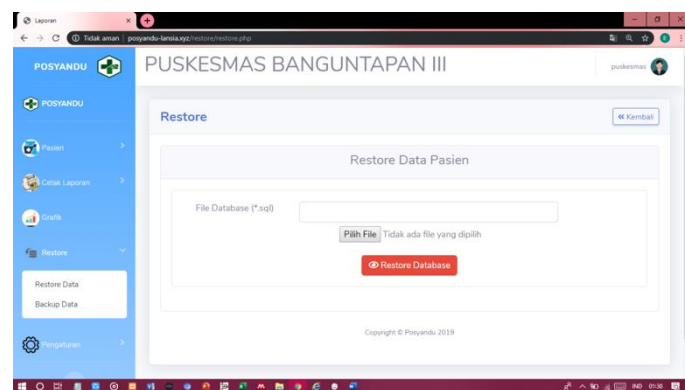 Laporan
Tidak aman | posyandu-lansia.xyz/restore/restore.php
POSYANDU
PUSKESMAS BANGUNTAPAN III
puskesmas
POSYANDU
Restore
Kembali
Pasien
Restore Data Pasien
Cetak Laporan
File Database (*.sql)
Grafik
Pilih File Tidak ada file yang dipilih
Restore
Restore Database
Restore Data
Backup Data
Copyright © Posyandu 2019
Pengaturan
IND 01:30